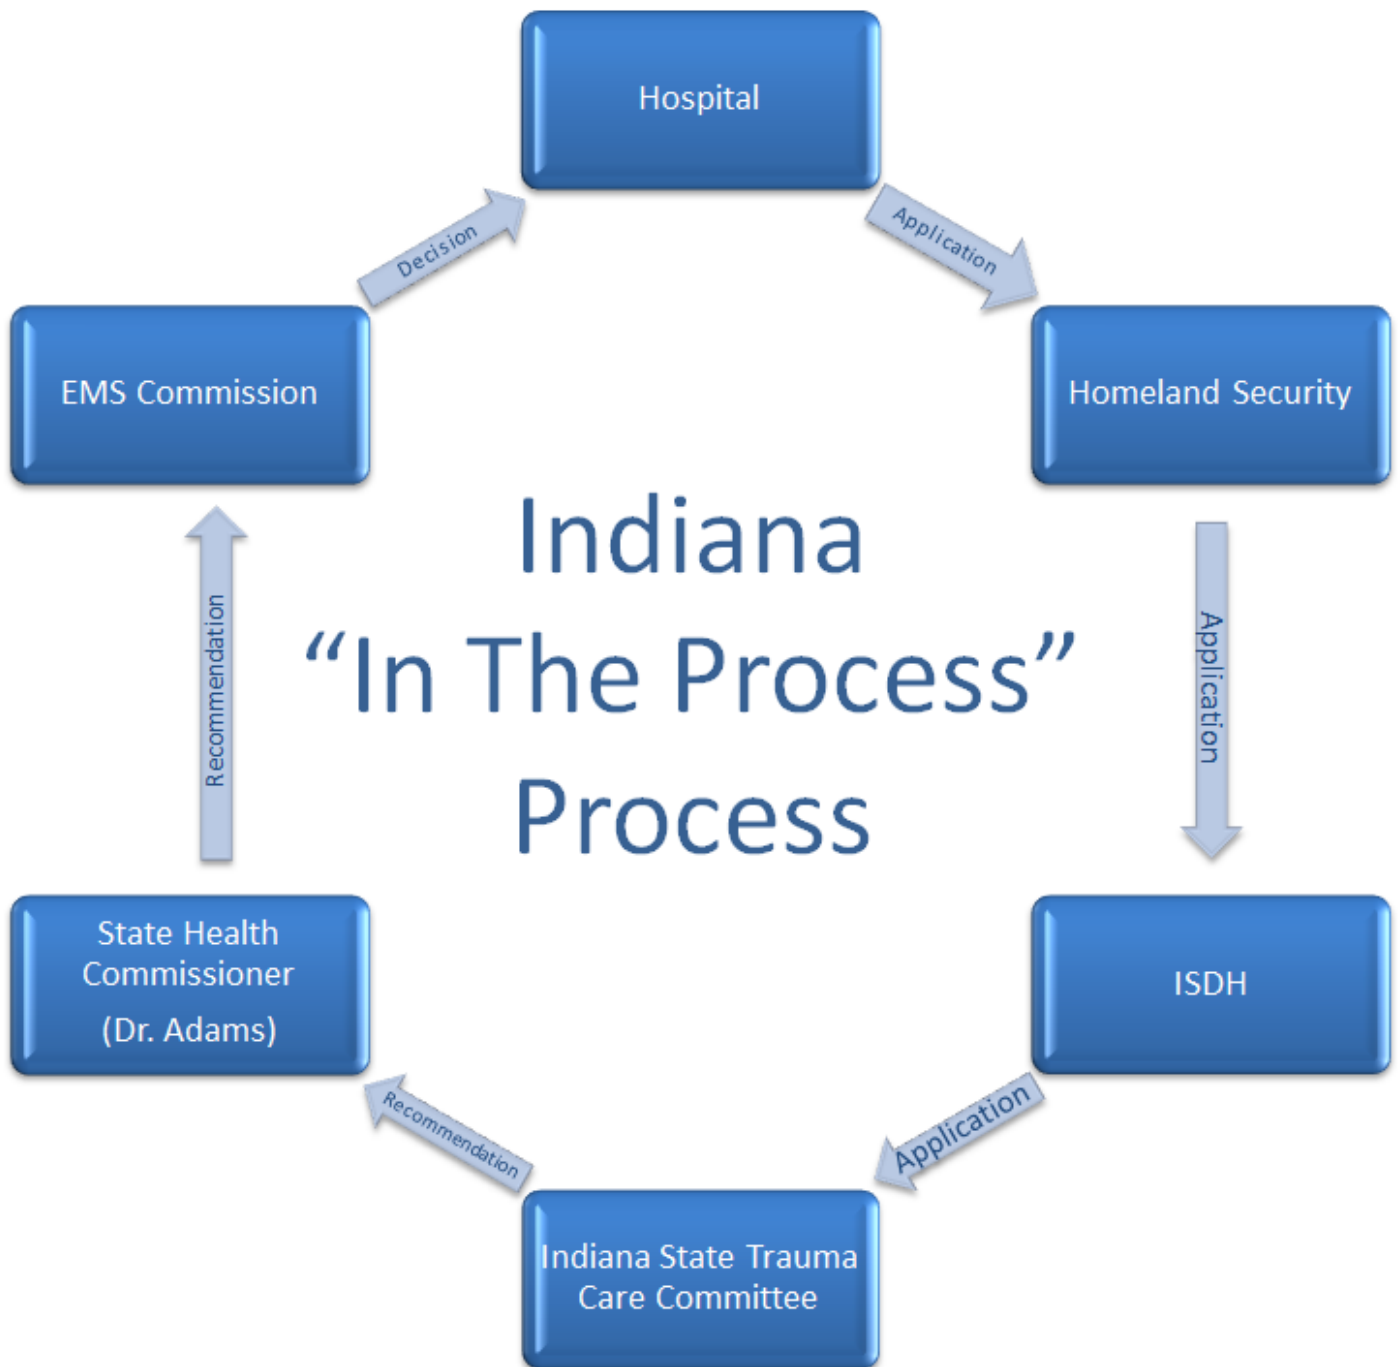 Hospital
Application
Homeland Security
Application
ISDH
Application
Indiana State Trauma
Care Committee
Recommendation
State Health
Commissioner
(Dr. Adams)
Recommendation
EMS Commission
Decision
Indiana
“In The Process”
Process